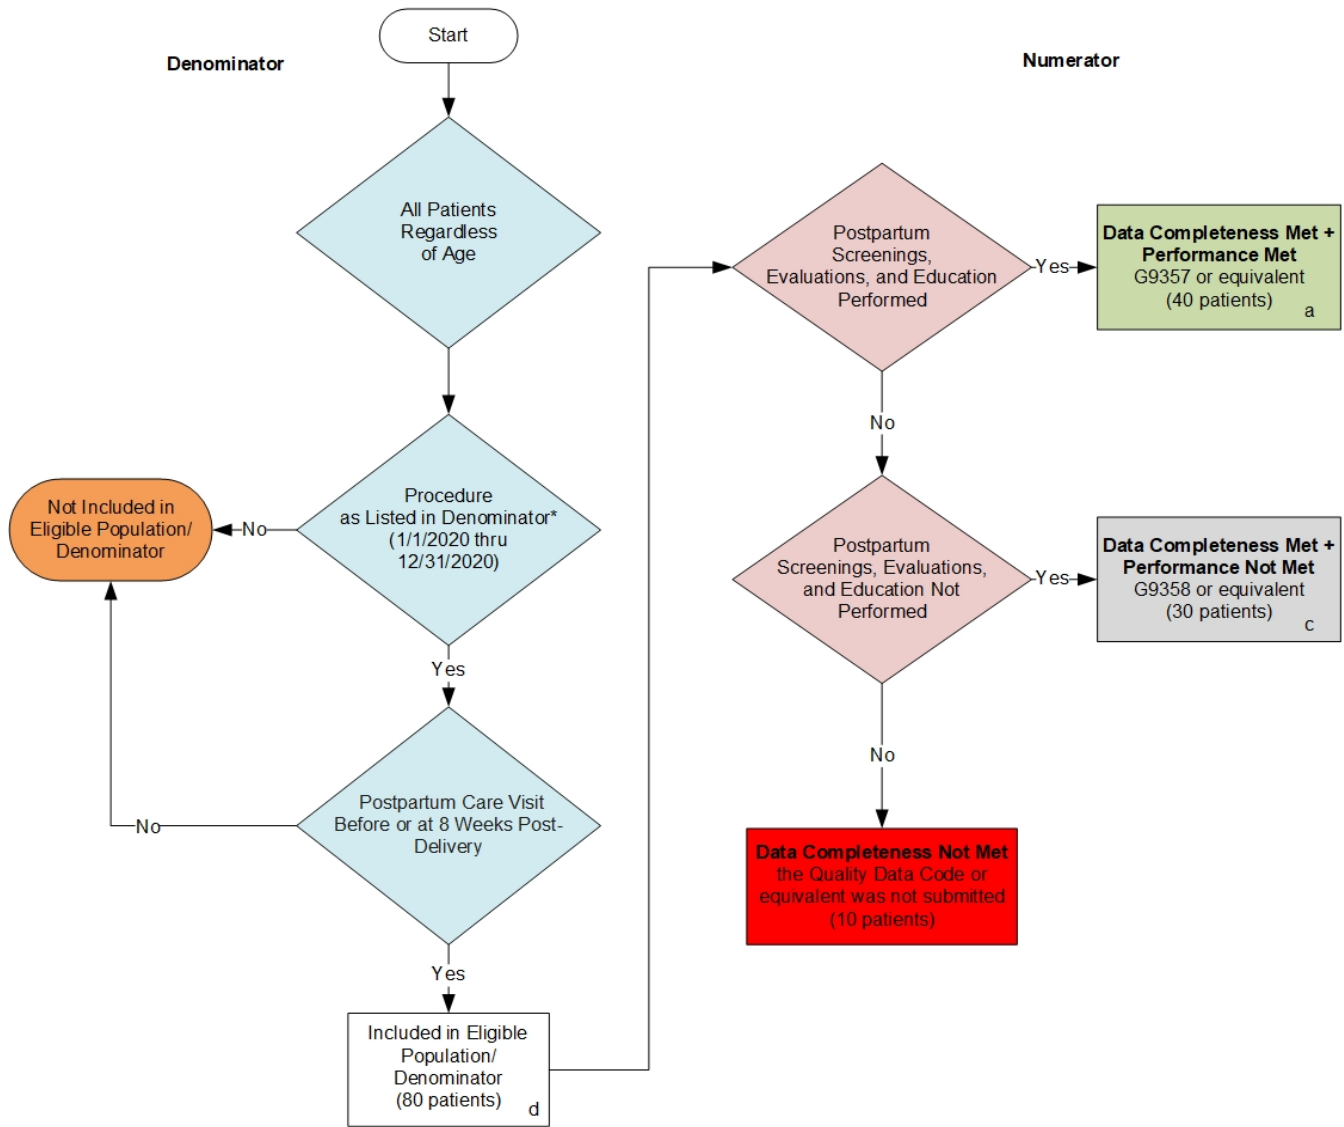 Start
Denominator
All Patients
Regardless
of Age
Procedure
as Listed in Denominator*
(1/1/2020 thru
12/31/2020)
No
Not Included in
Eligible Population/
Denominator
Yes
Postpartum Care Visit
Before or at 8 Weeks Post-
Delivery
No
Yes
Included in Eligible
Population/
Denominator
(80 patients)
d
Numerator
Postpartum
Screenings,
Evaluations, and Education
Performed
Yes
Data Completeness Met +
Performance Met
G9357 or equivalent
(40 patients)
a
No
Postpartum
Screenings, Evaluations,
and Education Not
Performed
Yes
Data Completeness Met +
Performance Not Met
G9358 or equivalent
(30 patients)
c
No
Data Completeness Not Met
the Quality Data Code or
equivalent was not submitted
(10 patients)